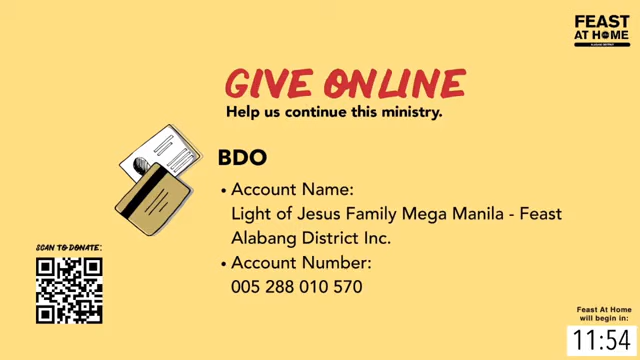 FEAST
AT HOME
ALABANG DISTRICT
GIVE ONLINE
Help us continue this ministry.
BDO
• Account Name:
Light of Jesus Family Mega Manila - Feast
Alabang District Inc.
• Account Number:
005 288 010 570
SCAN TO DONATE:
Feast At Home
will begin in:
11:54